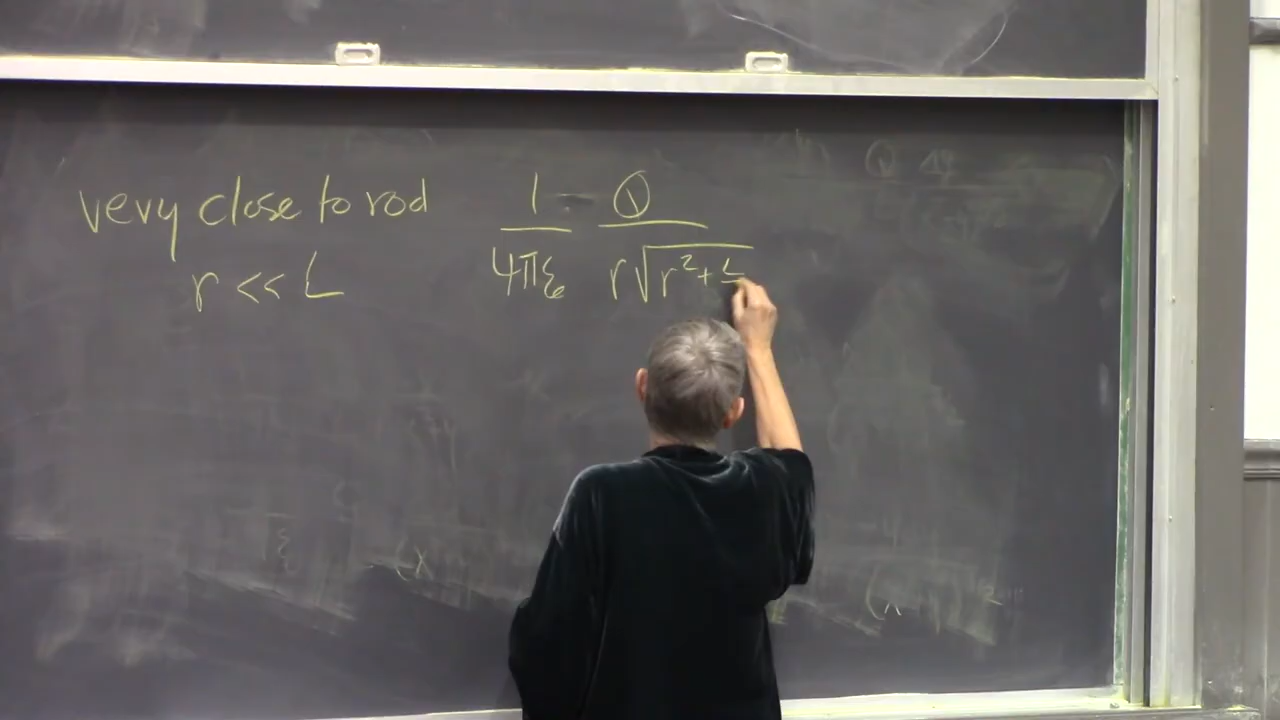 very close to rod 1 Q
r << L 4πε₀ r√r²+ L